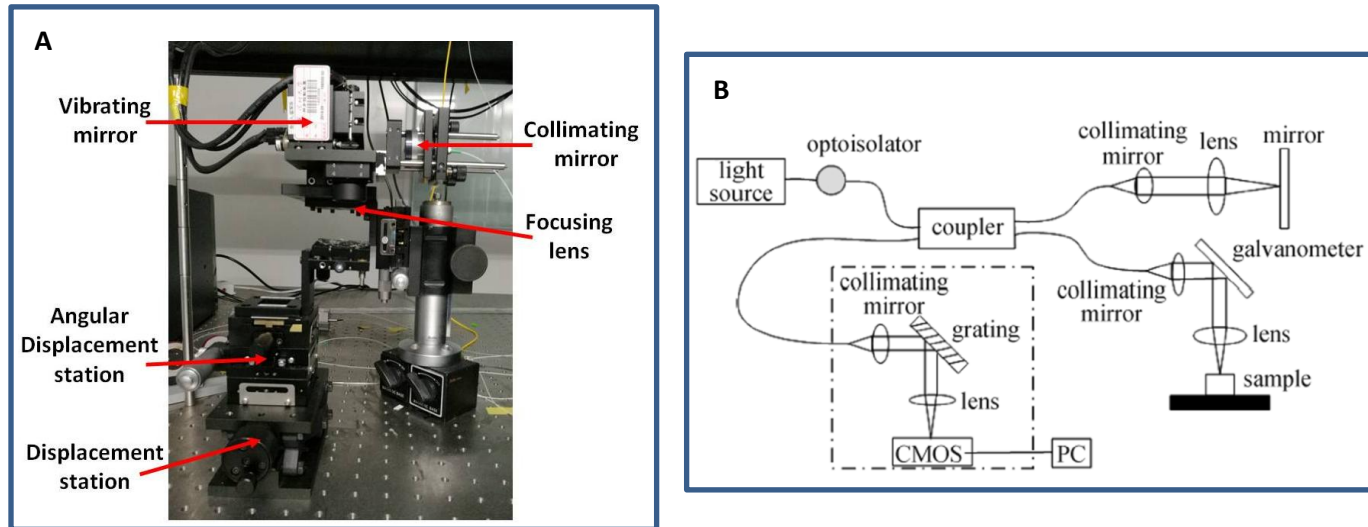 A
Vibrating
mirror
Collimating
mirror
Focusing
lens
Angular
Displacement
station
Displacement
station
B
light
source
optoisolator
coupler
collimating
mirror
lens
mirror
galvanometer
collimating
mirror
lens
sample
collimating
mirror
grating
lens
CMOS
PC